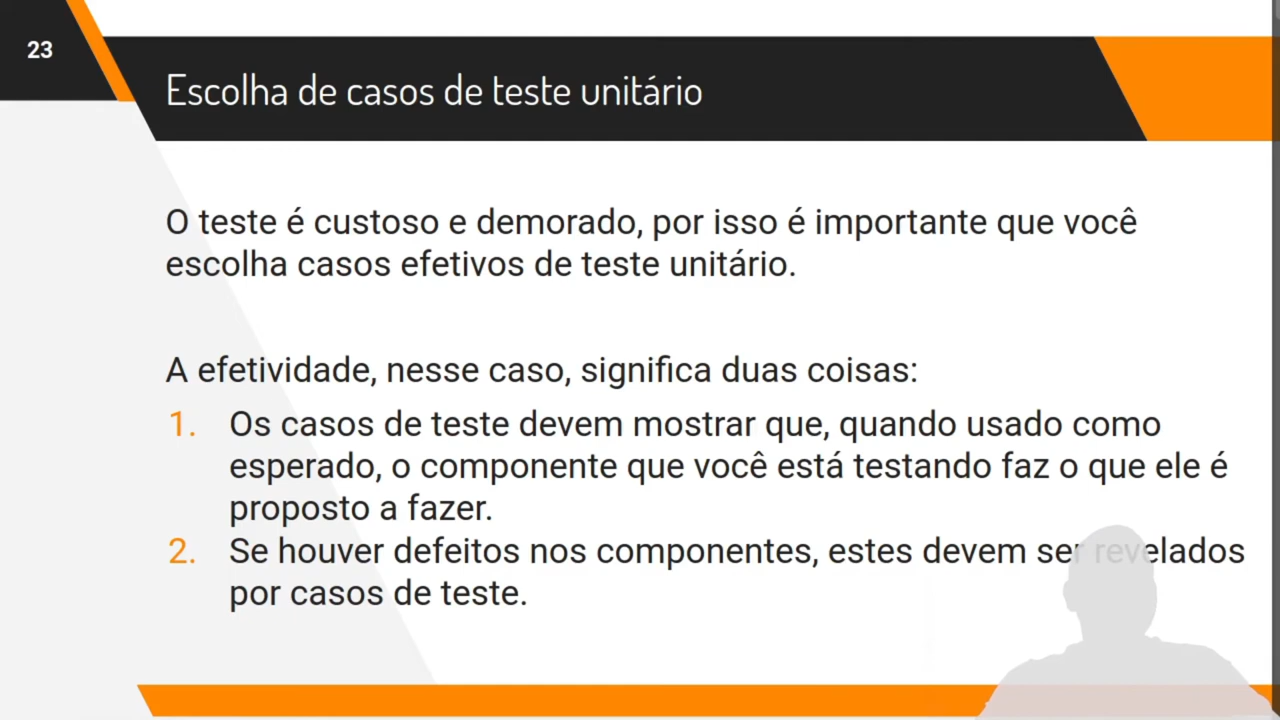 23
Escolha de casos de teste unitário
O teste é custoso e demorado, por isso é importante que você
escolha casos efetivos de teste unitário.
A efetividade, nesse caso, significa duas coisas:
1. Os casos de teste devem mostrar que, quando usado como
esperado, o componente que você está testando faz o que ele é
proposto a fazer.
2. Se houver defeitos nos componentes, estes devem ser revelados
por casos de teste.